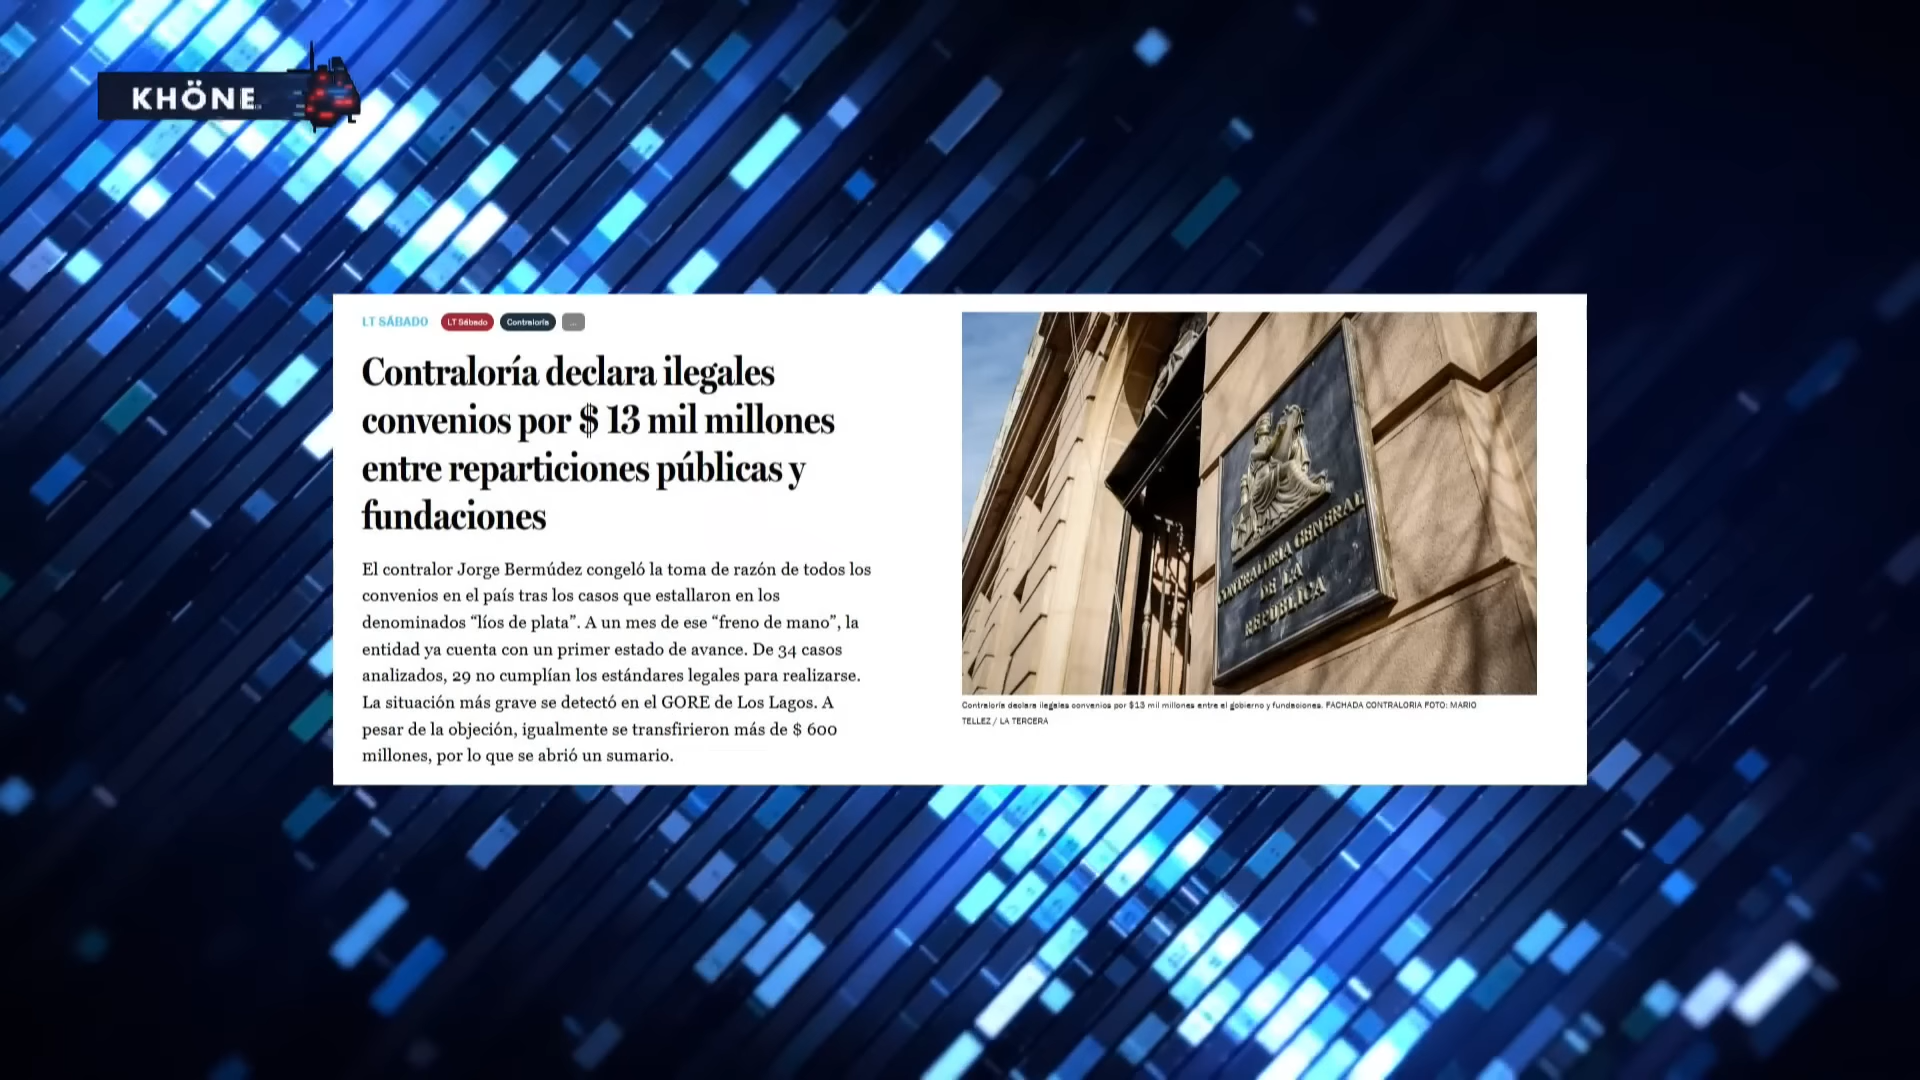 KHÖNE
LT SÁBADO
LT Sábado
Contraloría
...
Contraloría declara ilegales
convenios por $ 13 mil millones
entre reparticiones públicas y
fundaciones
El contralor Jorge Bermúdez congeló la toma de razón de todos los
convenios en el país tras los casos que estallaron en los
denominados “líos de plata”. A un mes de ese “freno de mano”, la
entidad ya cuenta con un primer estado de avance. De 34 casos
analizados, 29 no cumplían los estándares legales para realizarse.
La situación más grave se detectó en el GORE de Los Lagos. A
pesar de la objeción, igualmente se transfirieron más de $ 600
millones, por lo que se abrió un sumario.
CONTRALORIA GENERAL
DE LA
REPUBLICA
Contraloría declara ilegales convenios por $13 mil millones entre el gobierno y fundaciones. FACHADA CONTRALORIA FOTO: MARIO
TELLEZ / LA TERCERA